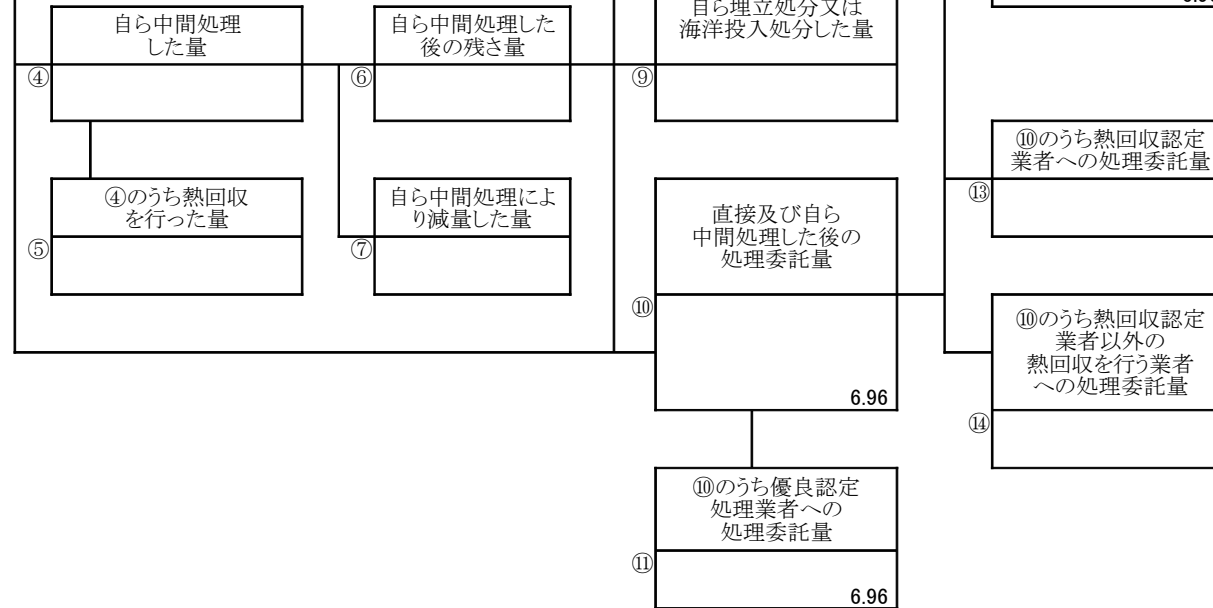 自ら中間処理
した量
④
自ら中間処理した
後の残さ量
⑥
自ら埋立処分又は
海洋投入処分した量
⑨
④のうち熱回収
を行った量
⑤
自ら中間処理によ
り減量した量
⑦
直接及び自ら
中間処理した後の
処理委託量
⑩
6.96
⑩のうち優良認定
処理業者への
処理委託量
⑪
6.96
⑩のうち熱回収認定
業者への処理委託量
⑬
⑩のうち熱回収認定
業者以外の
熱回収を行う業者
への処理委託量
⑭